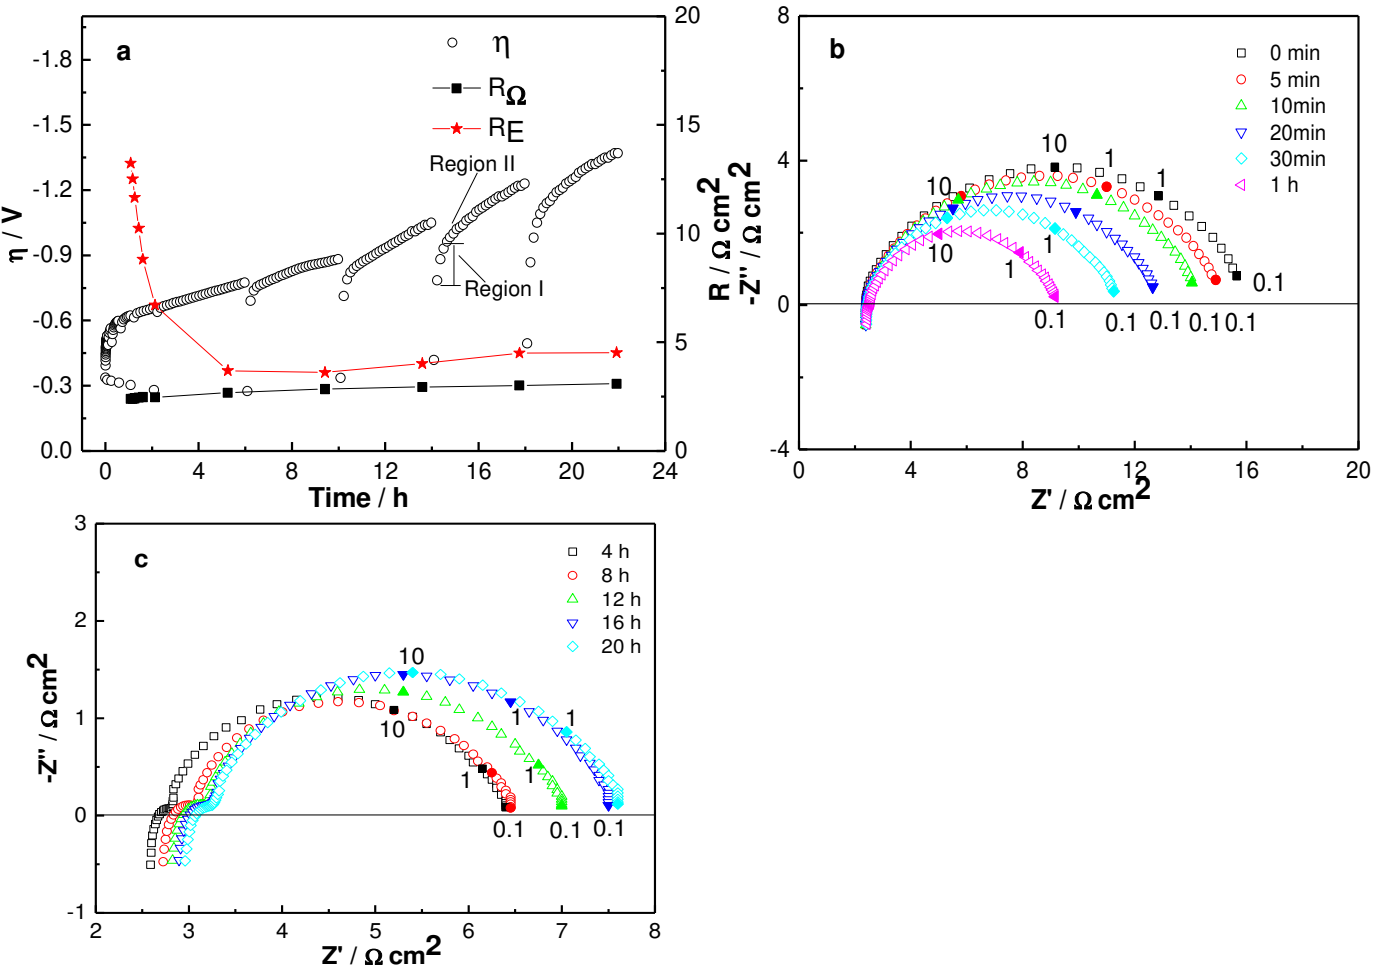 a
η
RΩ
RE
Region II
Region I
-1.8
-1.5
-1.2
-0.9
-0.6
-0.3
0.0
η / V
0
4
8
12
16
20
24
Time / h
20
15
10
5
0
R / Ω cm2
b
0 min
5 min
10min
20min
30min
1 h
8
4
0
-4
-Z'' / Ω cm2
10
1
1
10
10
1
1
0.1
0.1
0.1
0.1
0.1
0
4
8
12
16
20
Z' / Ω cm2
c
4 h
8 h
12 h
16 h
20 h
3
2
1
0
-1
-Z'' / Ω cm2
10
10
1
1
1
1
0.1
0.1
0.1
2
3
4
5
6
7
8
Z' / Ω cm2